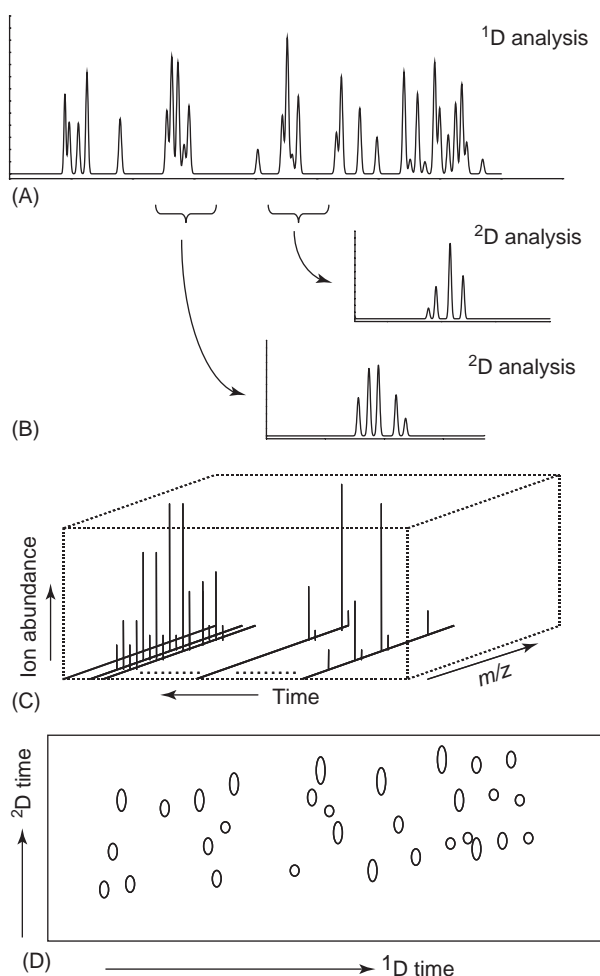 ¹D analysis
(A)
²D analysis
²D analysis
(B)
Ion abundance
Time
m/z
(C)
²D time
(D)
¹D time